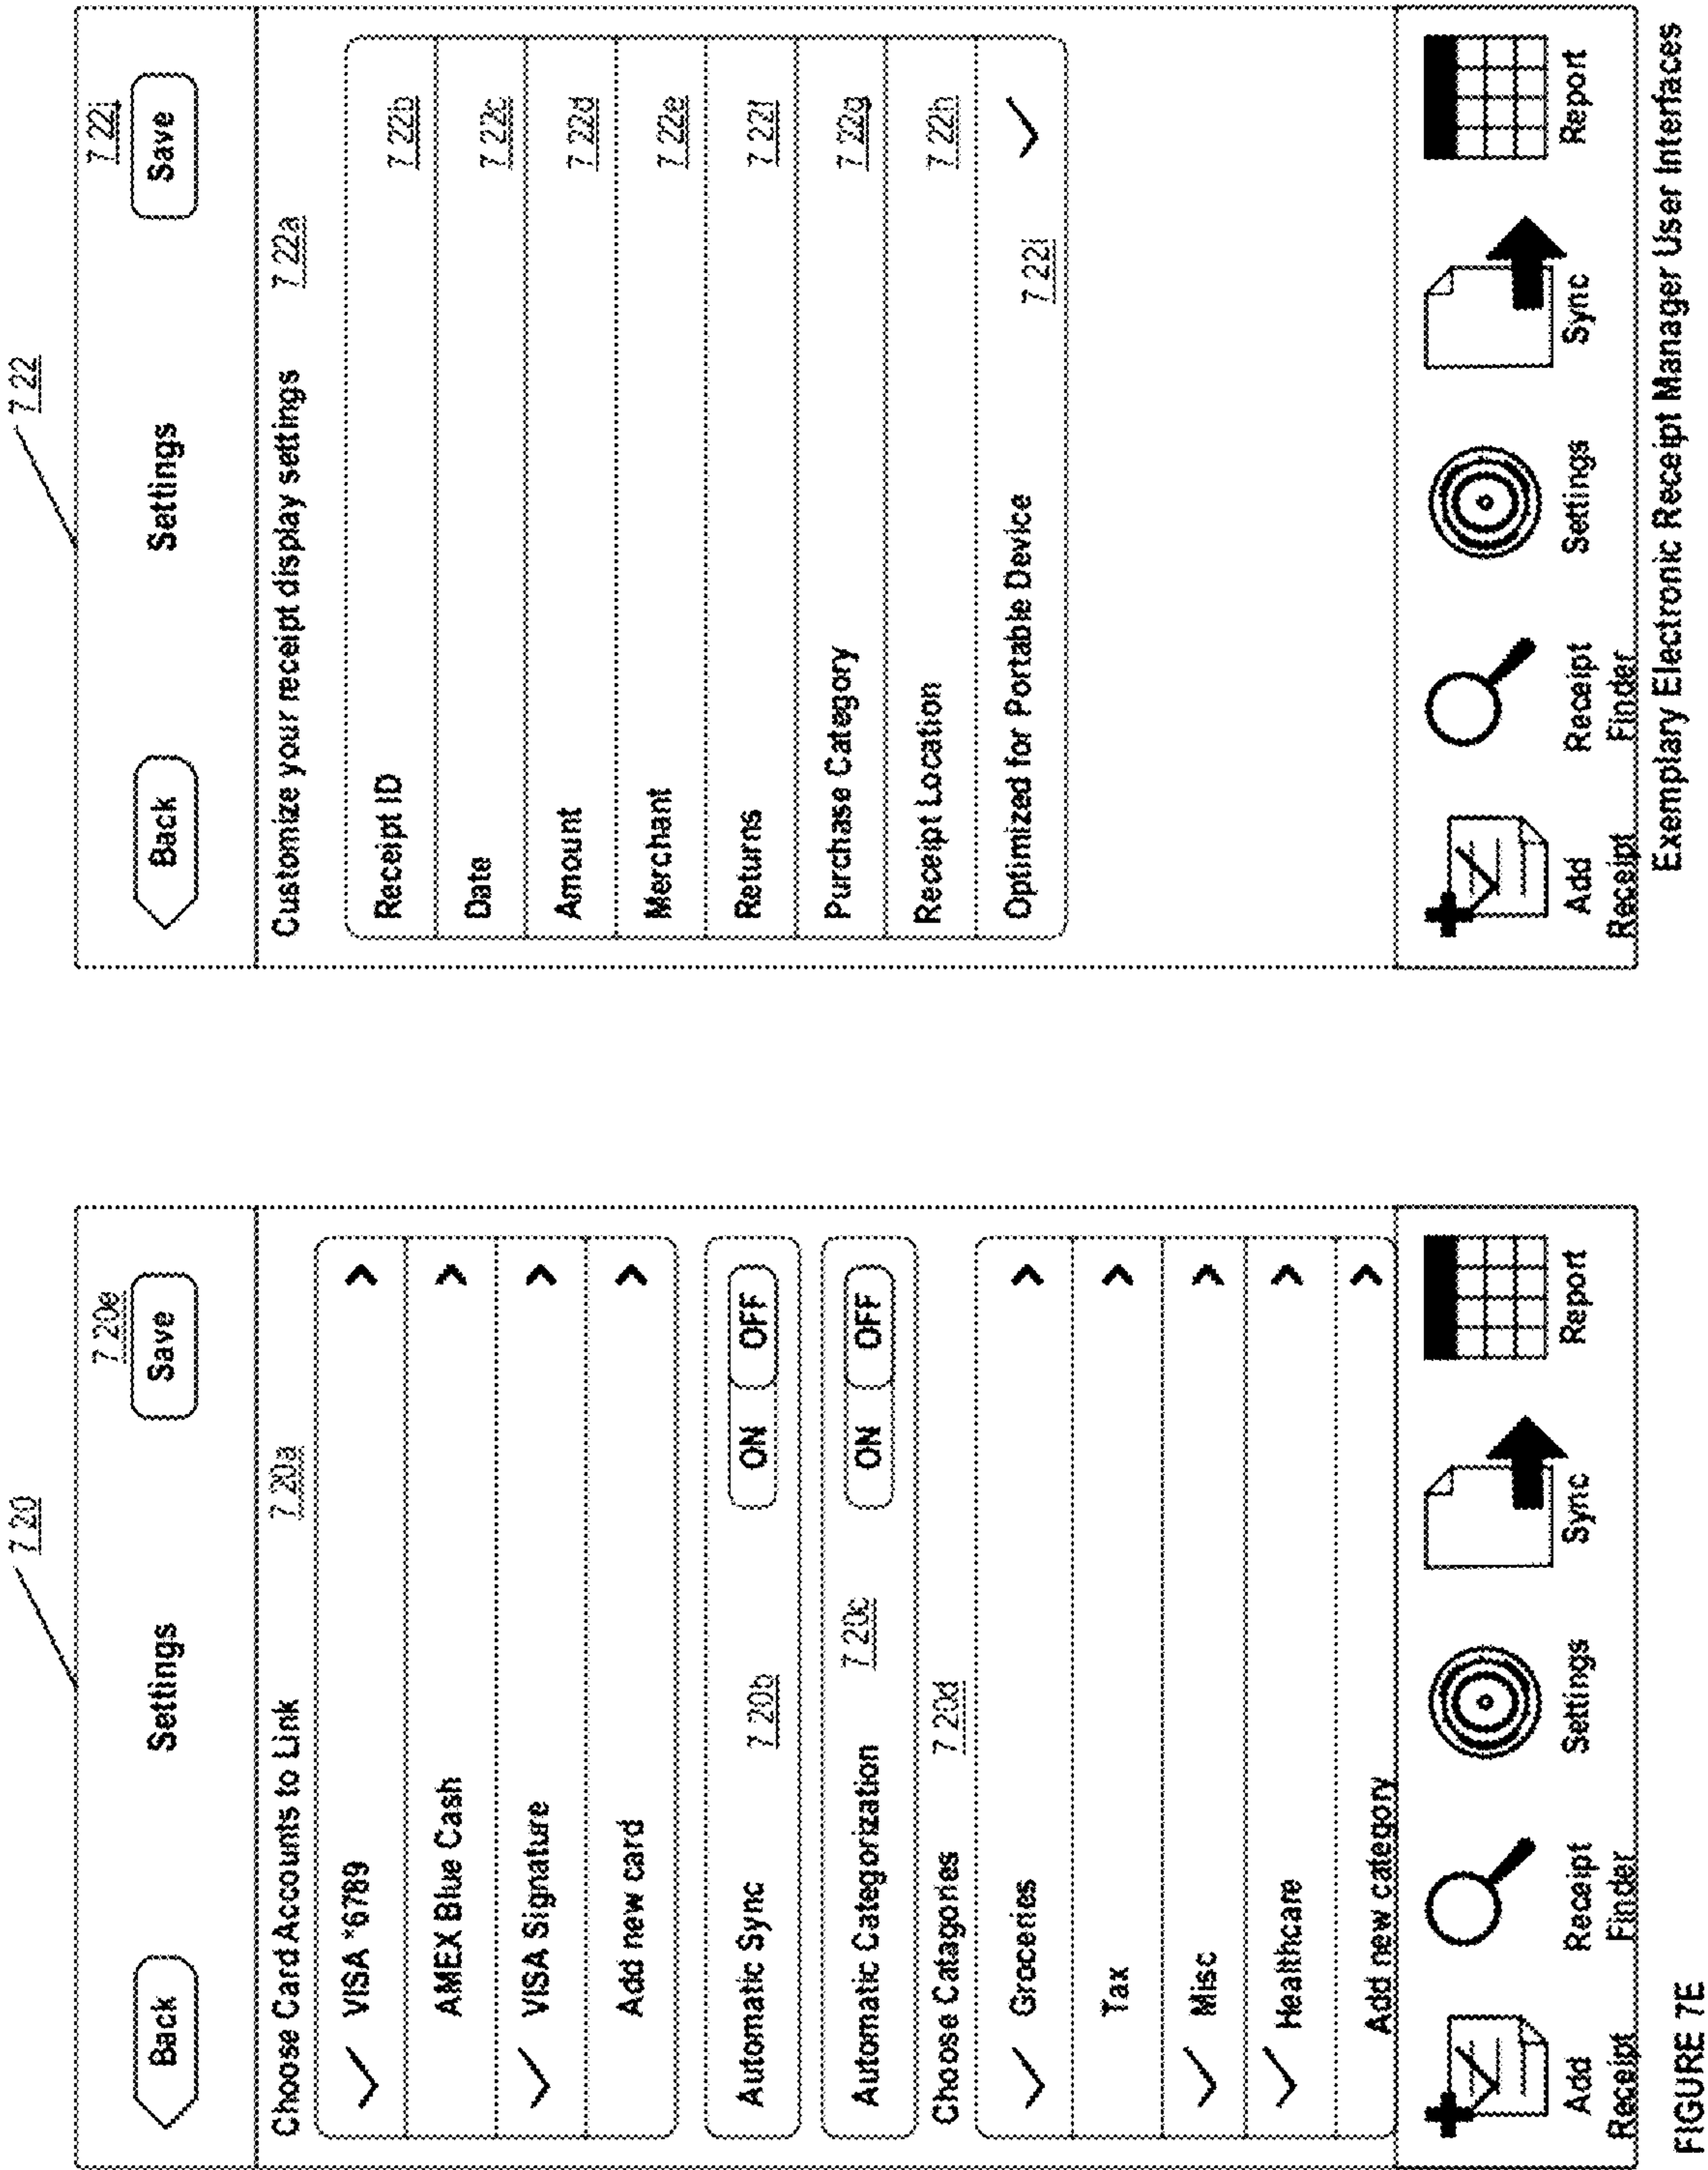 7 20
Back
Settings
7 20e
Save
Choose Card Accounts to Link 7 20a
VISA *6789
AMEX Blue Cash
VISA Signature
Add new card
Automatic Sync 7 20b ON OFF
Automatic Categorization 7 20c ON OFF
Choose Catagories 7 20d
Groceries
Tax
Misc
Healthcare
Add new category
Add
Receipt
Receipt
Finder
Settings
Sync
Report
7 22
Back
Settings
7 22j
Save
Customize your receipt display settings 7 22a
Receipt ID 7 22b
Date 7 22c
Amount 7 22d
Merchant 7 22e
Returns 7 22f
Purchase Category 7 22g
Receipt Location 7 22h
Optimized for Portable Device 7 22i
Add
Receipt
Receipt
Finder
Settings
Sync
Report
FIGURE 7E
Exemplary Electronic Receipt Manager User Interfaces